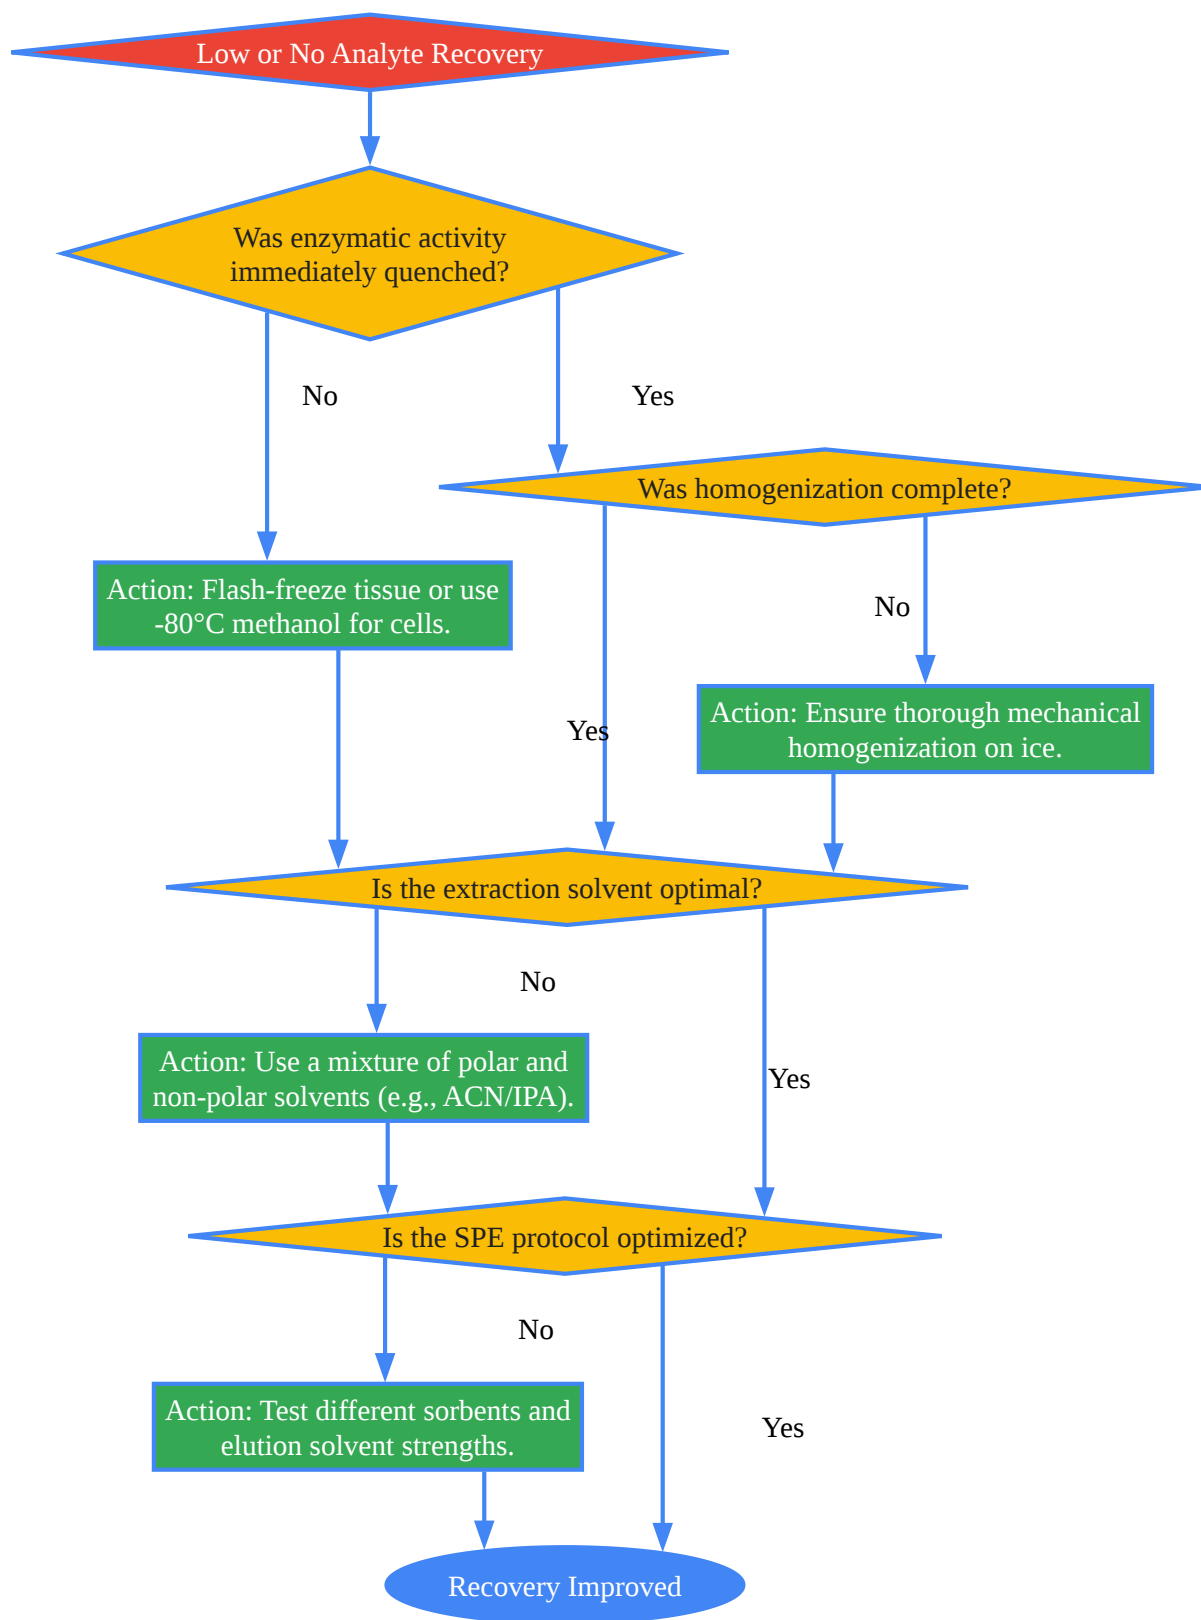 Low or No Analyte Recovery
Was enzymatic activity
immediately quenched?
No
Yes
Was homogenization complete?
Action: Flash-freeze tissue or use
-80°C methanol for cells.
No
Yes
Action: Ensure thorough mechanical
homogenization on ice.
Is the extraction solvent optimal?
No
Action: Use a mixture of polar and
non-polar solvents (e.g., ACN/IPA).
Yes
Is the SPE protocol optimized?
No
Action: Test different sorbents and
elution solvent strengths.
Yes
Recovery Improved